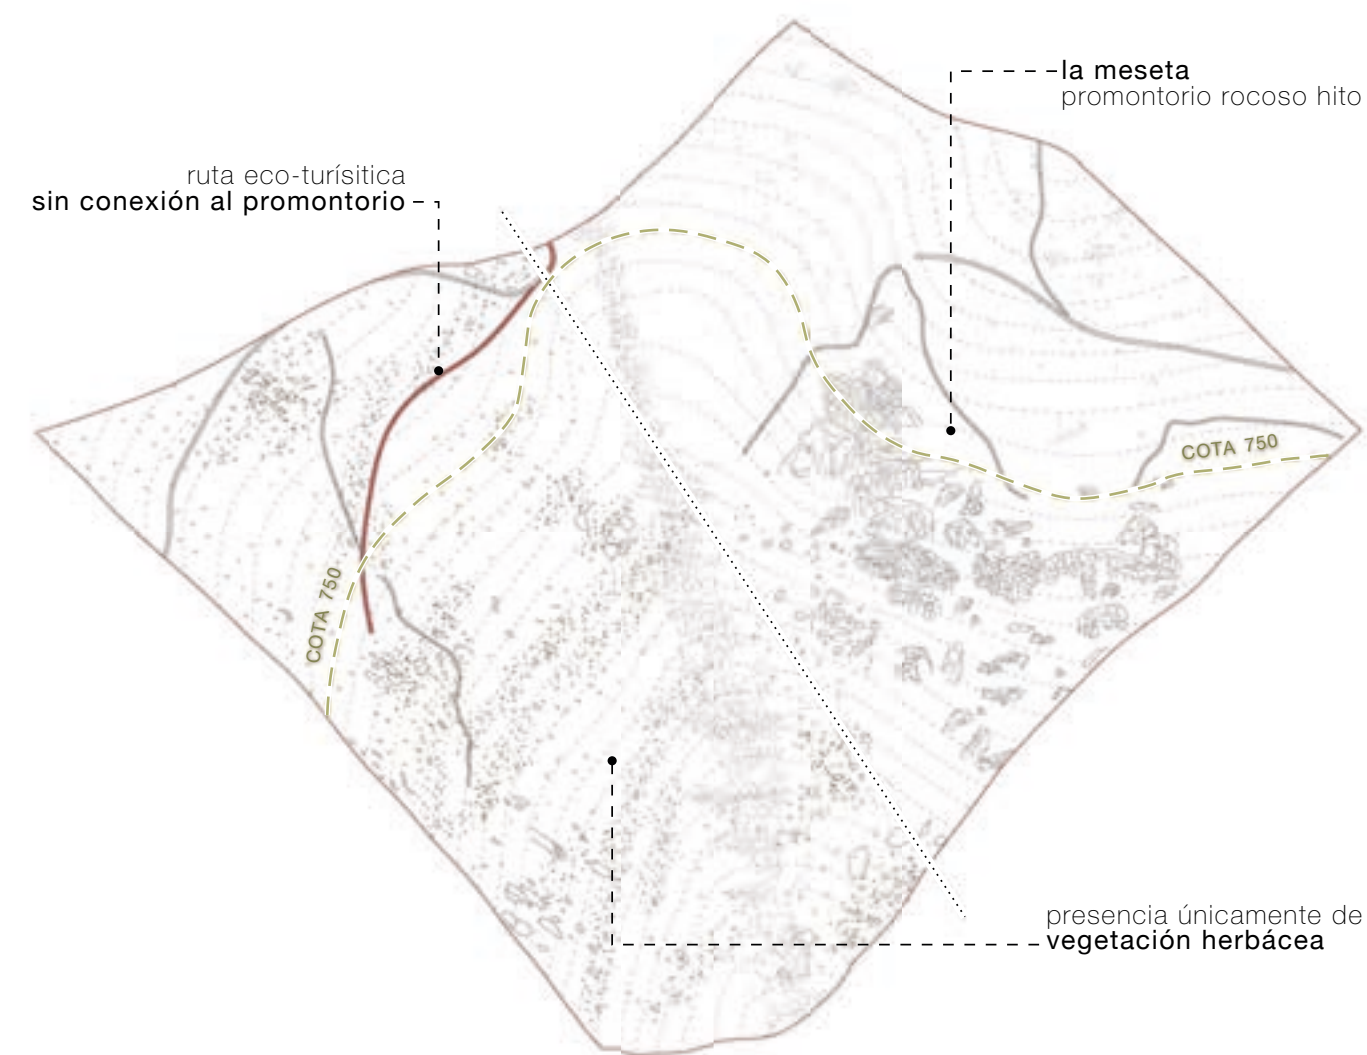 la meseta
promontorio rocoso hito
ruta eco-turísitica
sin conexión al promontorio
COTA 750
COTA 750
presencia únicamente de
vegetación herbácea